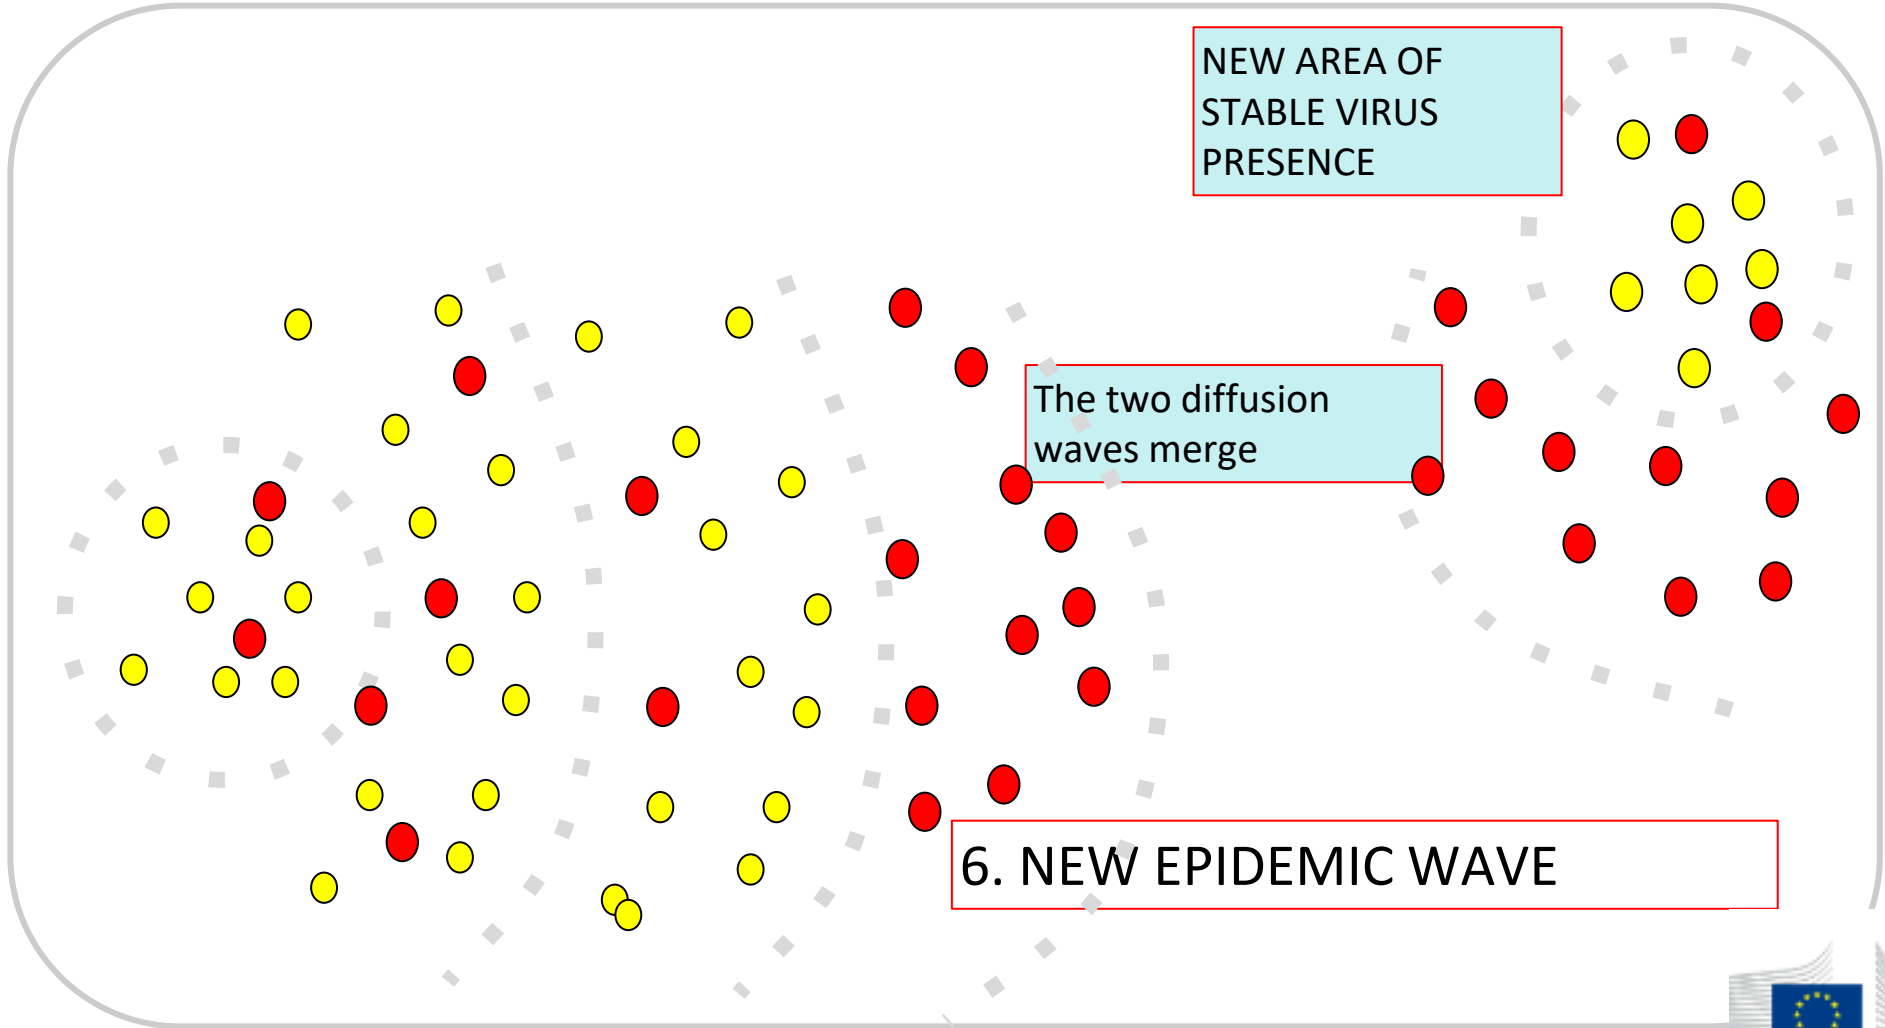 NEW AREA OF
STABLE VIRUS
PRESENCE
The two diffusion
waves merge
6. NEW EPIDEMIC WAVE